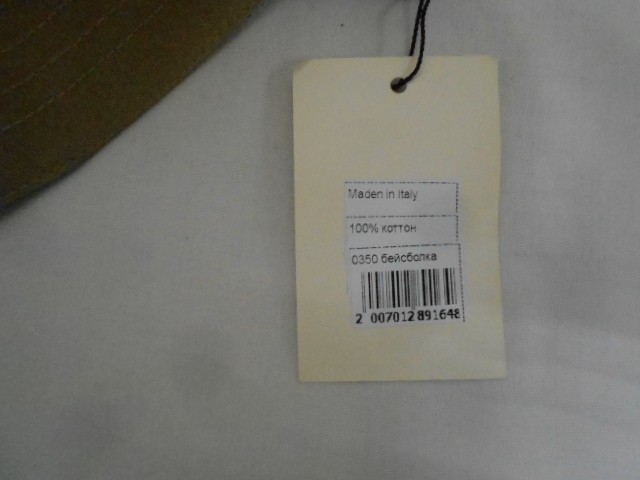 Maden in Italy
100% коттон
0350 бейсболка
2 007012 891648